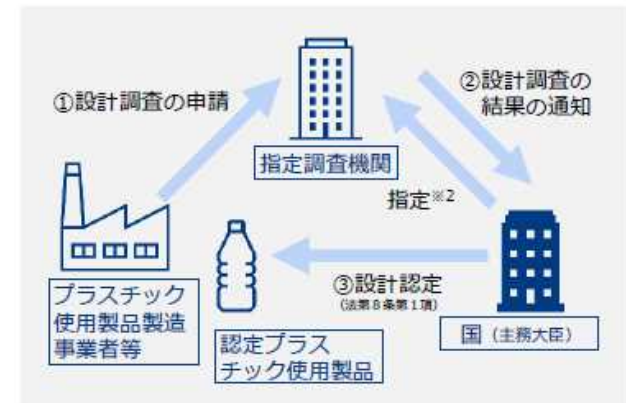 ①設計調査の申請
②設計調査の
結果の通知
指定調査機関
指定※2
③設計認定
(法第8条第1項)
プラスチック
使用製品製造
事業者等
認定プラス
チック使用製品
国（主務大臣）